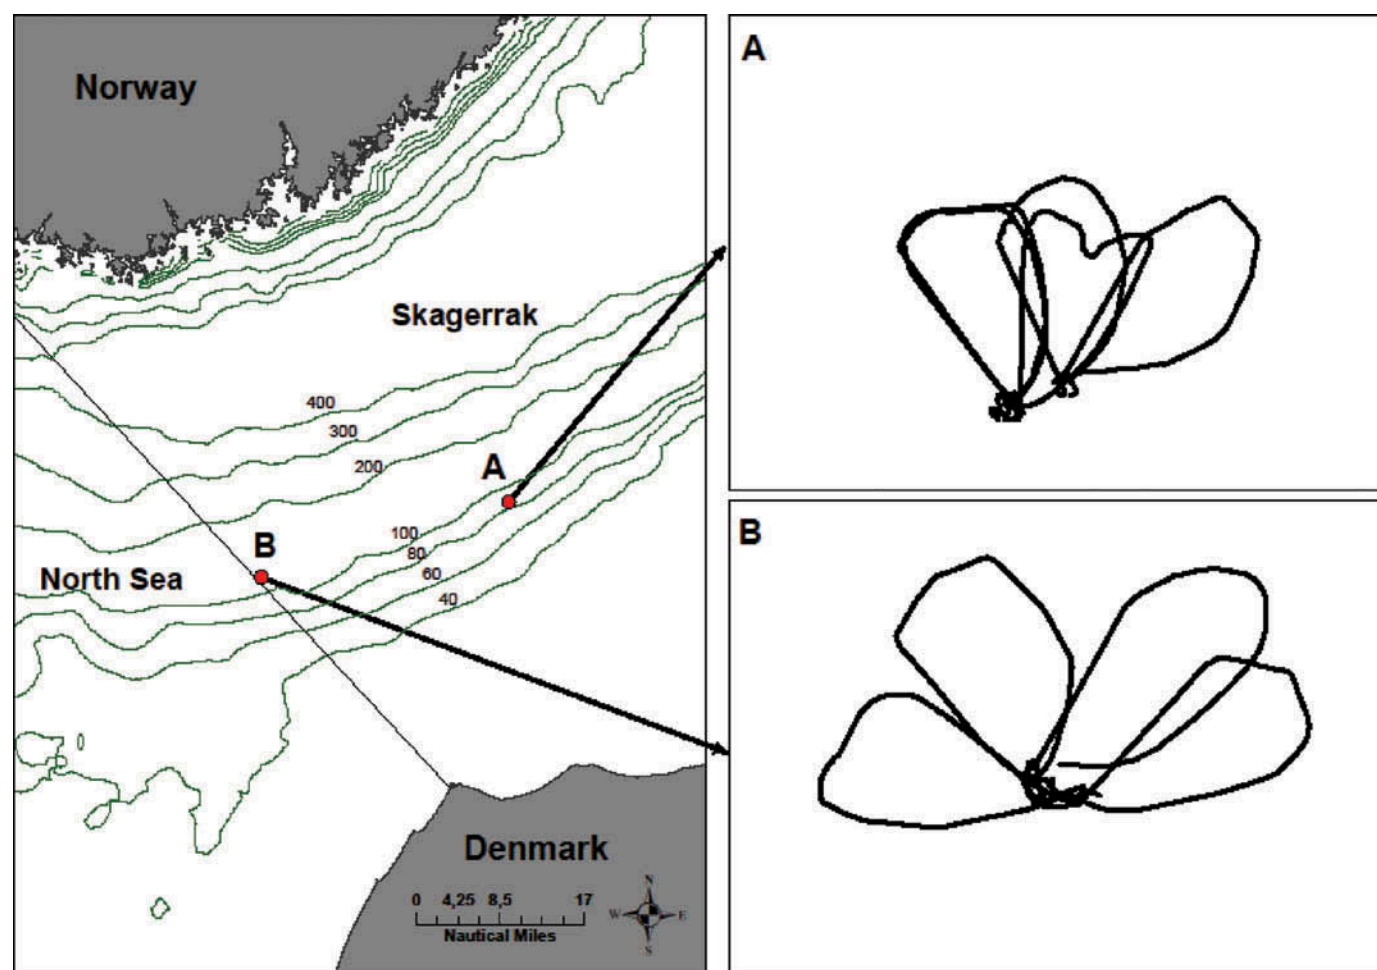 Norway
Skagerrak
400
300
200
A
100
B
80
North Sea
60
40
Denmark
0 4,25 8,5 17
Nautical Miles
N
W E
S
A
B